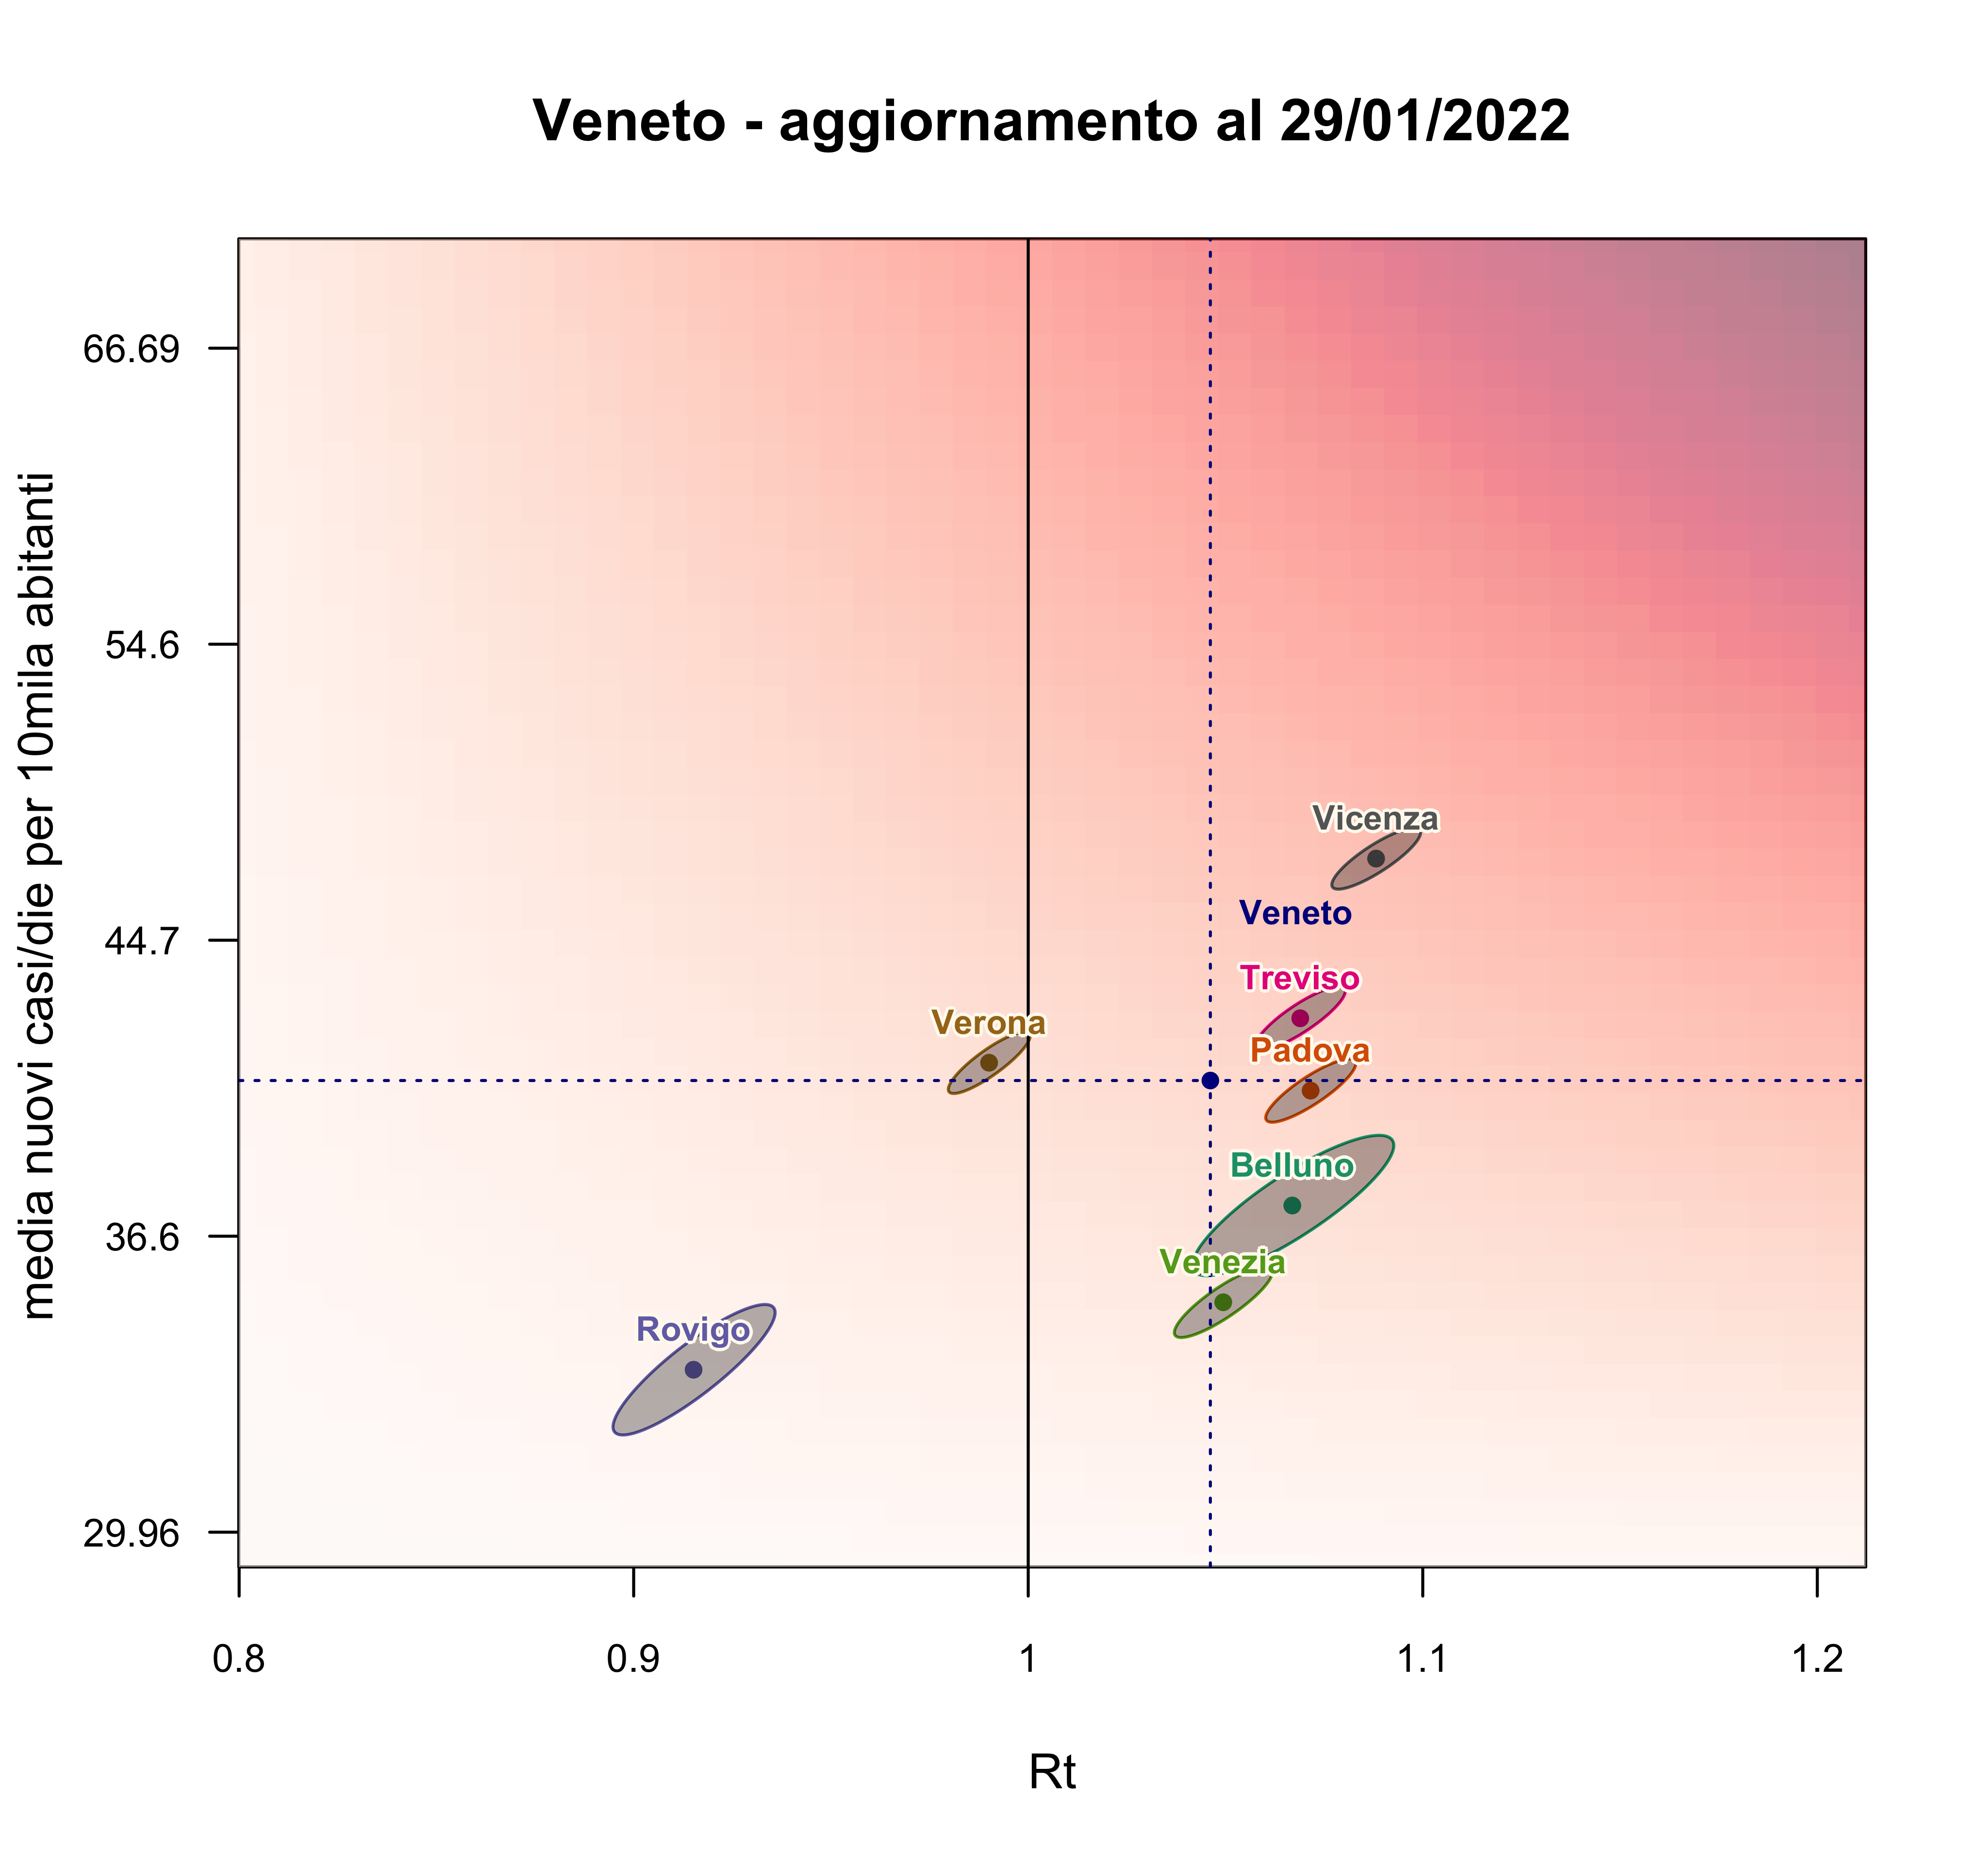 Veneto - aggiornamento al 29/01/2022
media nuovi casi/die per 10mila abitanti
66.69
54.6
44.7
36.6
29.96
Vicenza
Veneto
Treviso
Verona
Padova
Belluno
Venezia
Rovigo
0.8
0.9
1
1.1
1.2
Rt